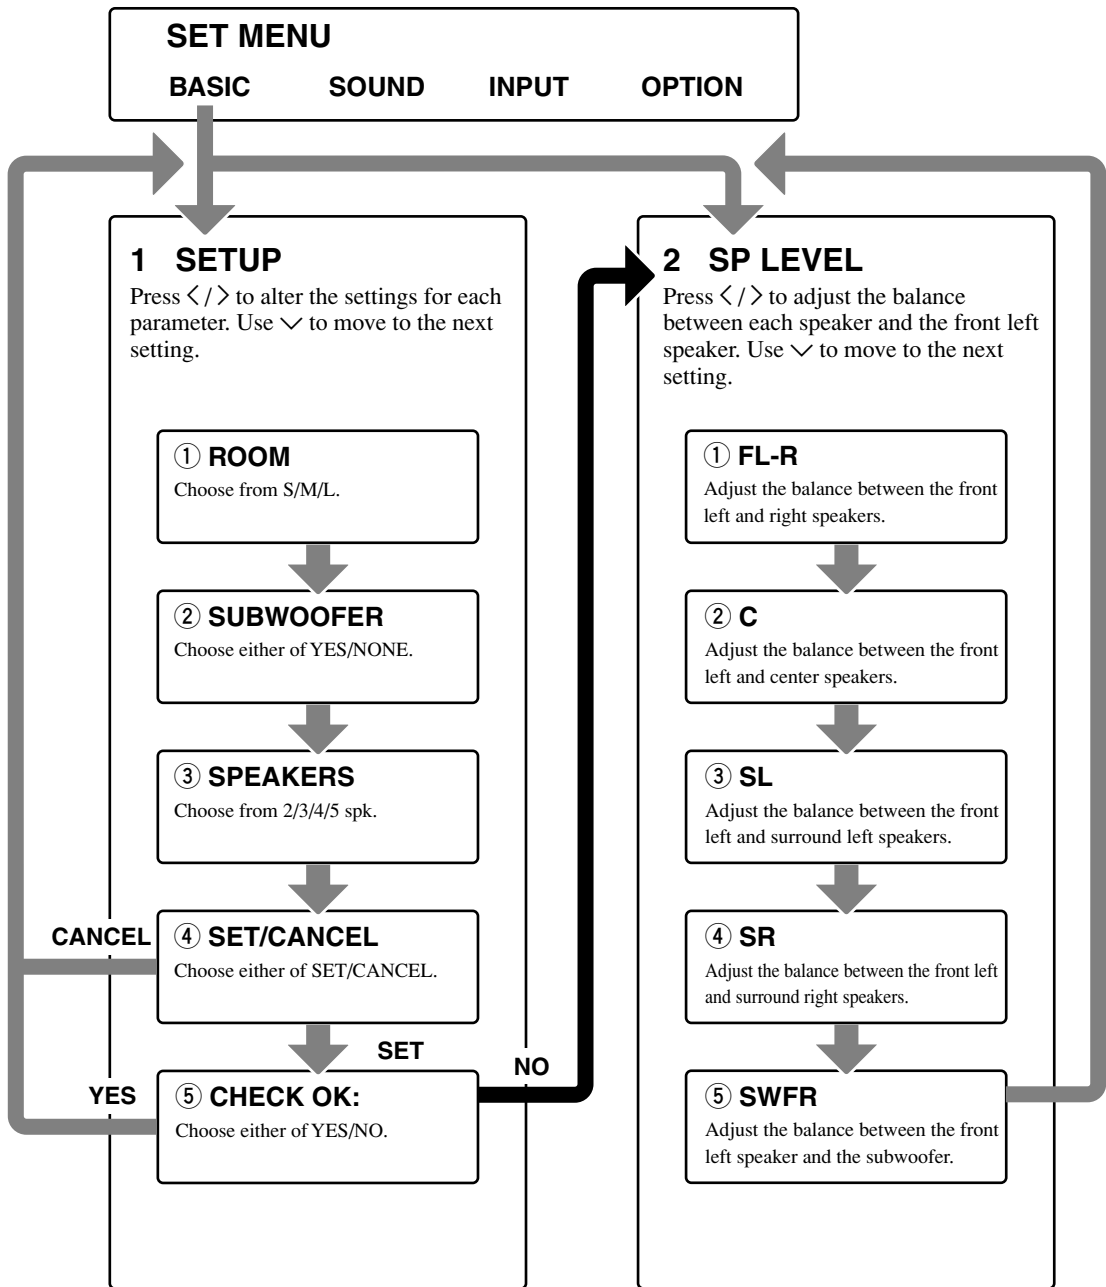 SET MENU
BASIC SOUND INPUT OPTION
1 SETUP
Press < / > to alter the settings for each
parameter. Use ∨ to move to the next
setting.
① ROOM
Choose from S/M/L.
② SUBWOOFER
Choose either of YES/NONE.
③ SPEAKERS
Choose from 2/3/4/5 spk.
CANCEL
④ SET/CANCEL
Choose either of SET/CANCEL.
SET
NO
YES
⑤ CHECK OK:
Choose either of YES/NO.
2 SP LEVEL
Press < / > to adjust the balance
between each speaker and the front left
speaker. Use ∨ to move to the next
setting.
① FL-R
Adjust the balance between the front
left and right speakers.
② C
Adjust the balance between the front
left and center speakers.
③ SL
Adjust the balance between the front
left and surround left speakers.
④ SR
Adjust the balance between the front left
and surround right speakers.
⑤ SWFR
Adjust the balance between the front
left speaker and the subwoofer.